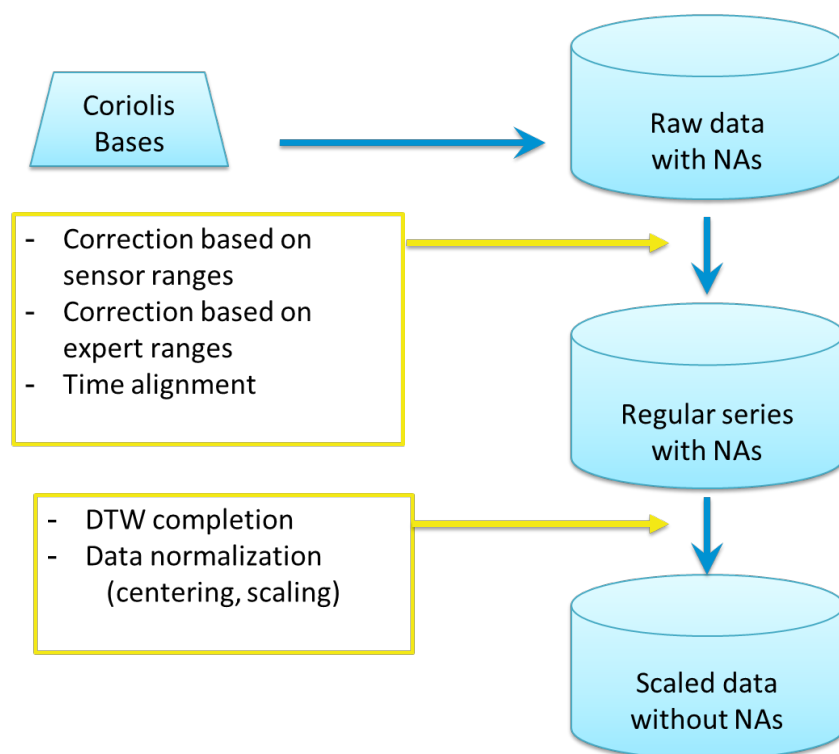 Coriolis
Bases
Raw data
with NAs
- Correction based on
sensor ranges
- Correction based on
expert ranges
- Time alignment
Regular series
with NAs
- DTW completion
- Data normalization
(centering, scaling)
Scaled data
without NAs